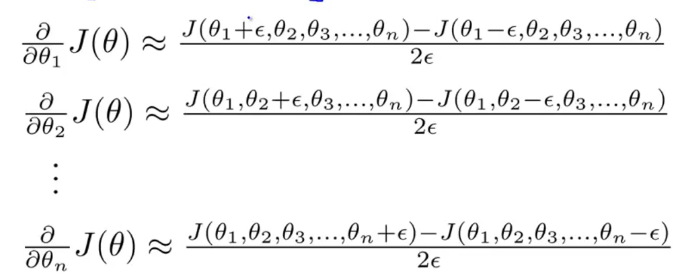 ∂/∂θ₁ J(θ) ≈ (J(θ₁+ϵ,θ₂,θ₃,...,θₙ)−J(θ₁−ϵ,θ₂,θ₃,...,θₙ))/2ϵ
∂/∂θ₂ J(θ) ≈ (J(θ₁,θ₂+ϵ,θ₃,...,θₙ)−J(θ₁,θ₂−ϵ,θ₃,...,θₙ))/2ϵ
⋮
∂/∂θₙ J(θ) ≈ (J(θ₁,θ₂,θ₃,...,θₙ+ϵ)−J(θ₁,θ₂,θ₃,...,θₙ−ϵ))/2ϵ